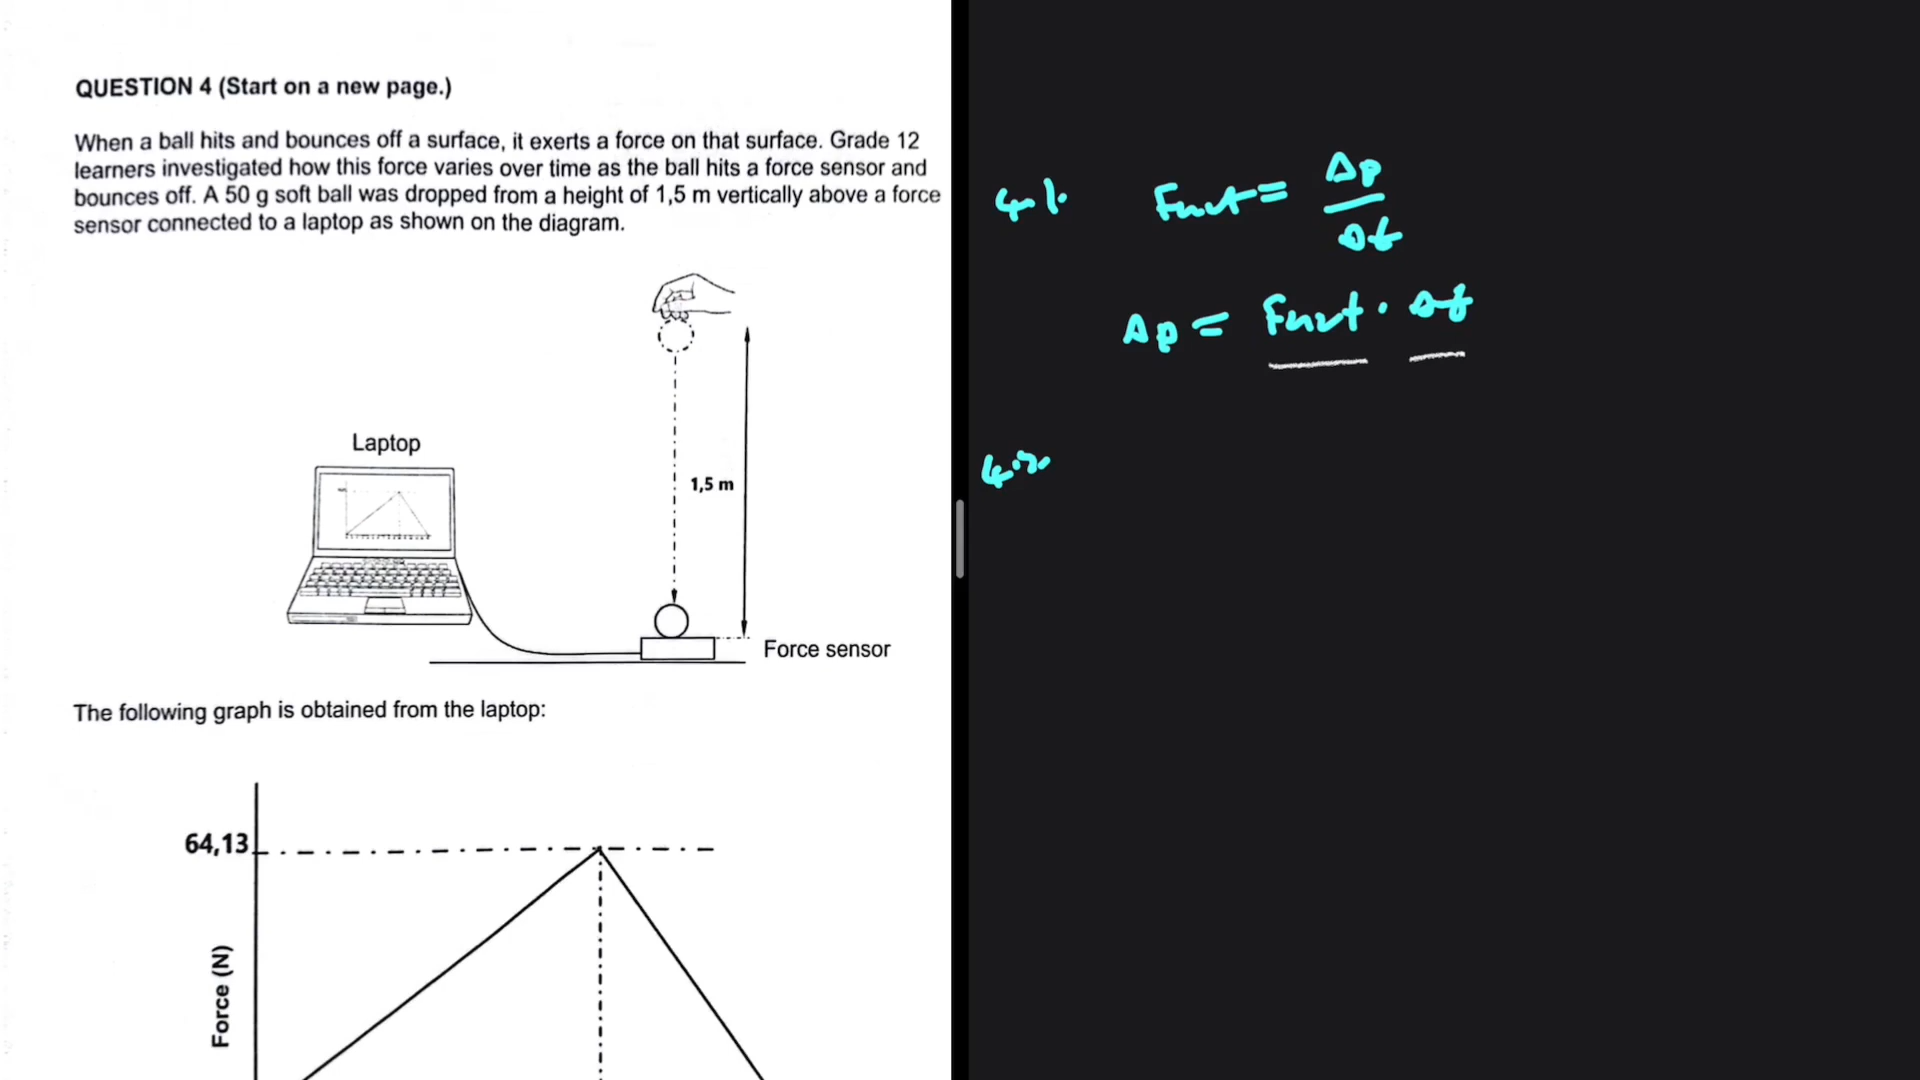 QUESTION 4 (Start on a new page.)
When a ball hits and bounces off a surface, it exerts a force on that surface. Grade 12
learners investigated how this force varies over time as the ball hits a force sensor and
bounces off. A 50 g soft ball was dropped from a height of 1,5 m vertically above a force
sensor connected to a laptop as shown on the diagram.
Laptop
1,5 m
Force sensor
The following graph is obtained from the laptop:
64,13
Force (N)
4.1. Fnet = Δp / Δt
Δp = Fnet · Δt
4.2